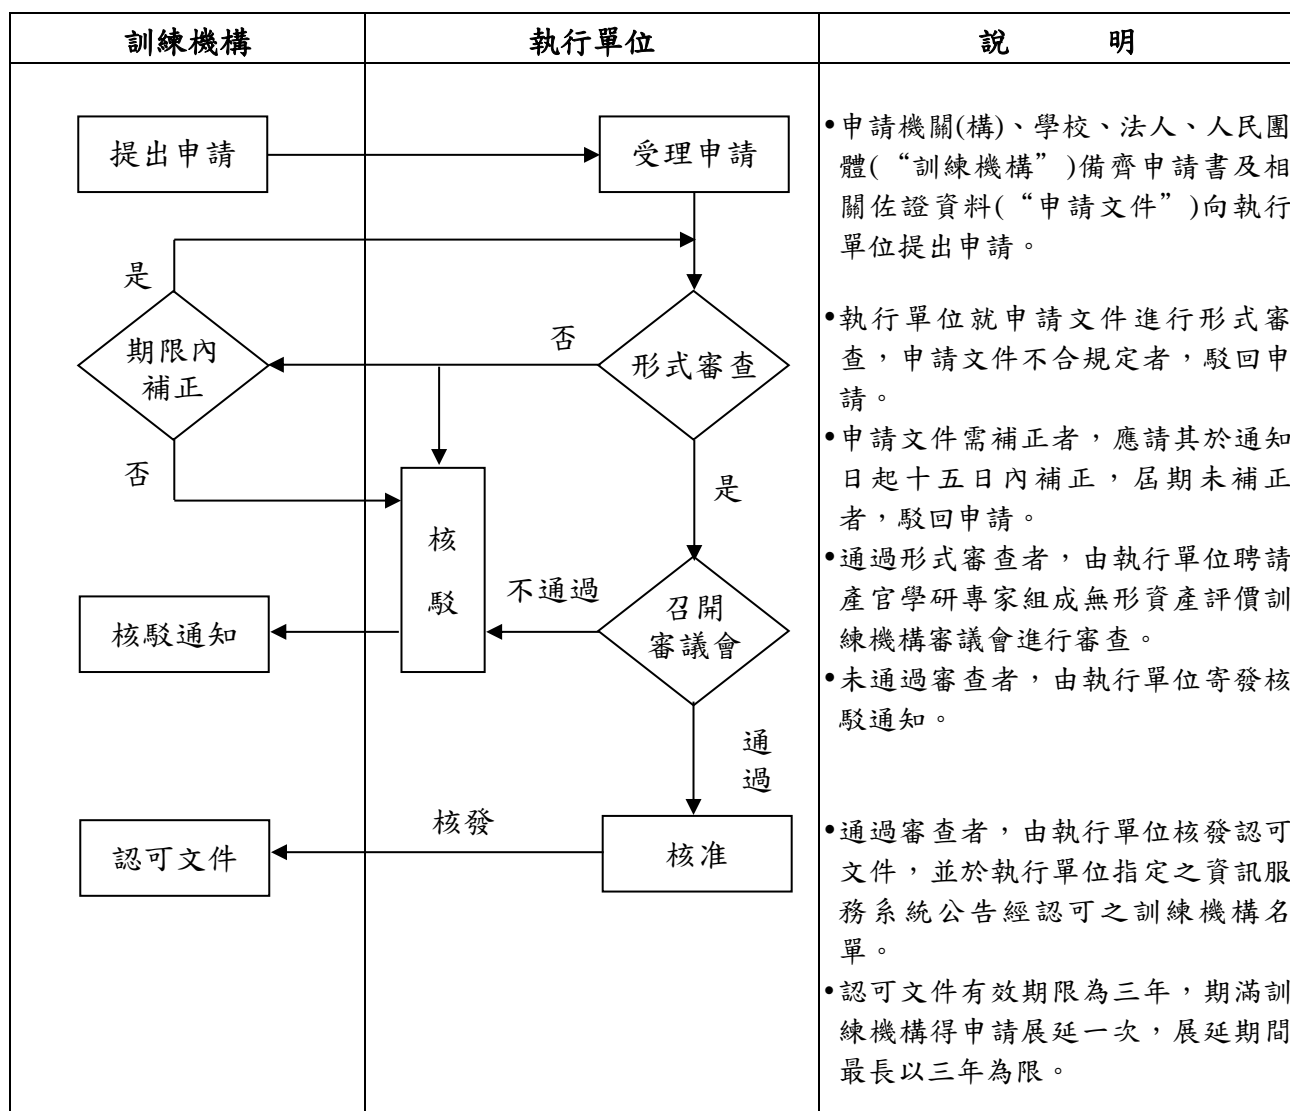 訓練機構
執行單位
說 明
提出申請
受理申請
是
期限內
補正
否
形式審查
否
是
核
駁
不通過
召開
審議會
核駁通知
通
過
核發
認可文件
核准
•申請機關(構)、學校、法人、人民團
體(“訓練機構”)備齊申請書及相
關佐證資料(“申請文件”)向執行
單位提出申請。
•執行單位就申請文件進行形式審
查，申請文件不合規定者，駁回申
請。
•申請文件需補正者，應請其於通知
日起十五日內補正，屆期未補正
者，駁回申請。
•通過形式審查者，由執行單位聘請
產官學研專家組成無形資產評價訓
練機構審議會進行審查。
•未通過審查者，由執行單位寄發核
駁通知。
•通過審查者，由執行單位核發認可
文件，並於執行單位指定之資訊服
務系統公告經認可之訓練機構名
單。
•認可文件有效期限為三年，期滿訓
練機構得申請展延一次，展延期間
最長以三年為限。